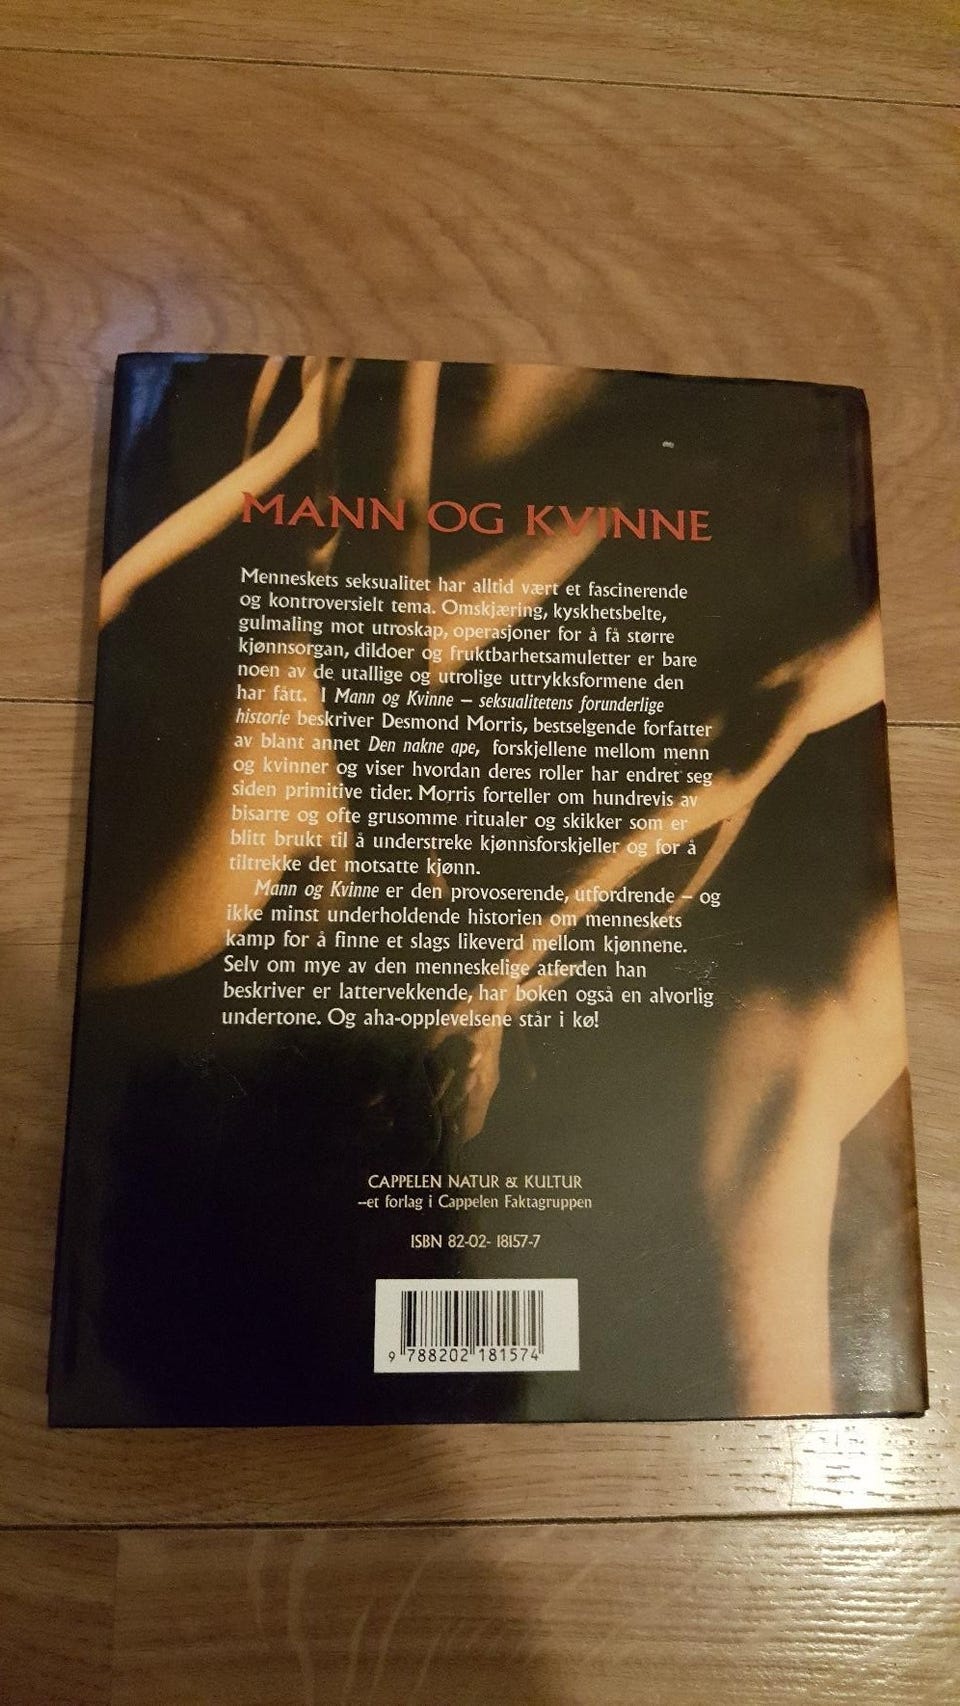 MANN OG KVINNE
Menneskets seksualitet har alltid vært et fascinerende
og kontroversielt tema. Omskjæring, kyskhetsbelte,
gulmaling mot utroskap, operasjoner for å få større
kjønnsorgan, dildoer og fruktbarhetsamuletter er bare
noen av de utallige og utrolige uttrykksformene den
har fått. I Mann og Kvinne – seksualitetens forunderlige
historie beskriver Desmond Morris, bestselgende forfatter
av blant annet Den nakne ape, forskjellene mellom menn
og kvinner og viser hvordan deres roller har endret seg
siden primitive tider. Morris forteller om hundrevis av
bisarre og ofte grusomme ritualer og skikker som er
blitt brukt til å understreke kjønnsforskjeller og for å
tiltrekke det motsatte kjønn.
Mann og Kvinne er den provoserende, utfordrende – og
ikke minst underholdende historien om menneskets
kamp for å finne et slags likeverd mellom kjønnene.
Selv om mye av den menneskelige atferden han
beskriver er lattervekkende, har boken også en alvorlig
undertone. Og aha-opplevelsene står i kø!
CAPPELEN NATUR & KULTUR
–et forlag i Cappelen Faktagruppen
ISBN 82-02- 18157-7
9 788202 181574